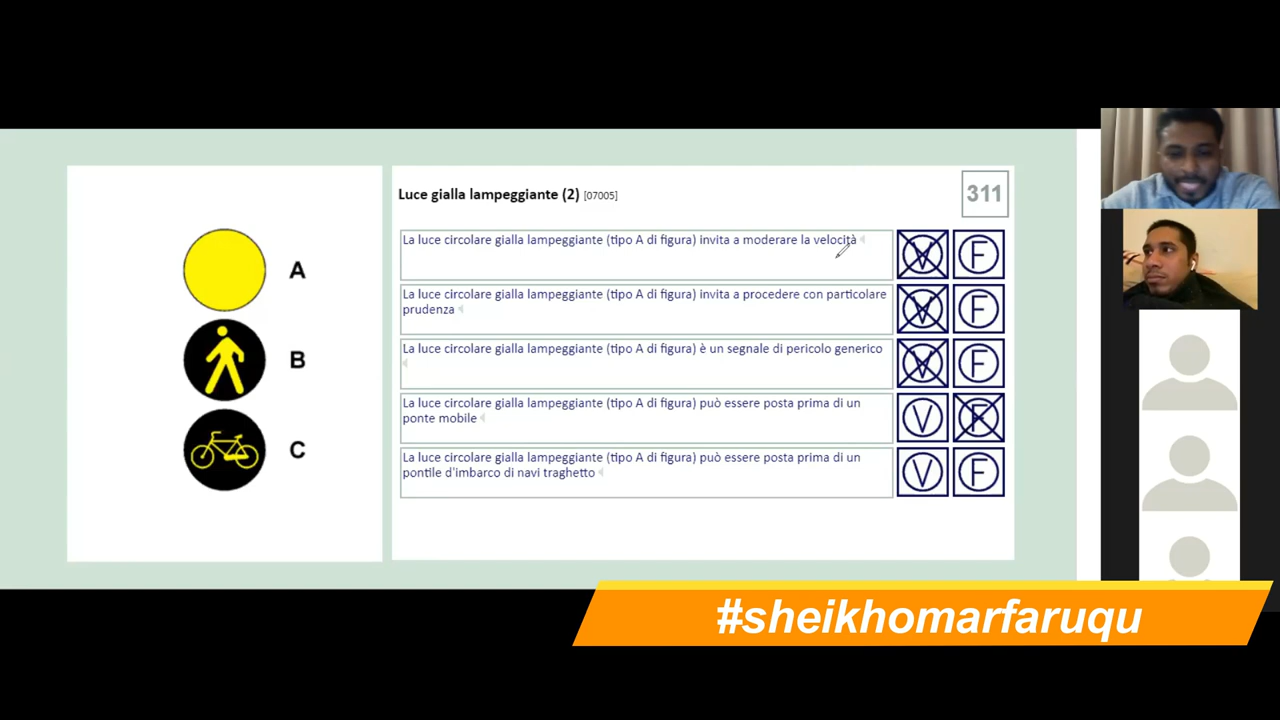 Luce gialla lampeggiante (2) [07005]
311
La luce circolare gialla lampeggiante (tipo A di figura) invita a moderare la velocità
V F
La luce circolare gialla lampeggiante (tipo A di figura) invita a procedere con particolare
prudenza
V F
La luce circolare gialla lampeggiante (tipo A di figura) è un segnale di pericolo generico
V F
La luce circolare gialla lampeggiante (tipo A di figura) può essere posta prima di un
ponte mobile
V F
La luce circolare gialla lampeggiante (tipo A di figura) può essere posta prima di un
pontile d'imbarco di navi traghetto
V F
A
B
C
#sheikhomarfaruqu